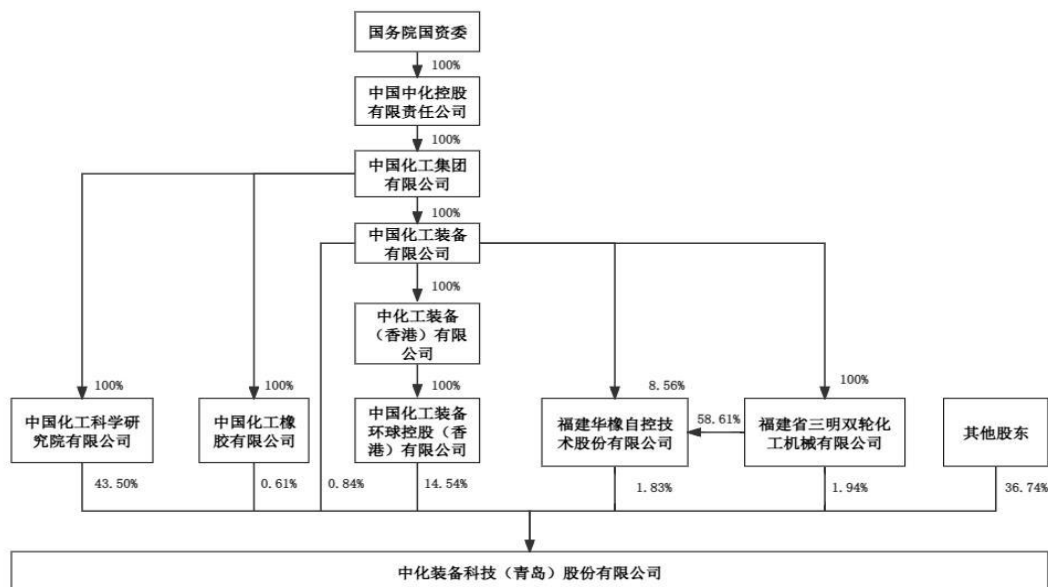 国务院国资委
100%
中国中化控股
有限责任公司
100%
中国化工集团
有限公司
100%
中国化工装备
有限公司
100%
中化工装备
（香港）有限
公司
100%
100%
100%
8.56%
100%
中国化工科学研
究院有限公司
中国化工橡
胶有限公司
中国化工装备
环球控股（香
港）有限公司
福建华橡自控技
术股份有限公司
58.61%
福建省三明双轮化
工机械有限公司
其他股东
43.50%
0.61%
0.84%
14.54%
1.83%
1.94%
36.74%
中化装备科技（青岛）股份有限公司